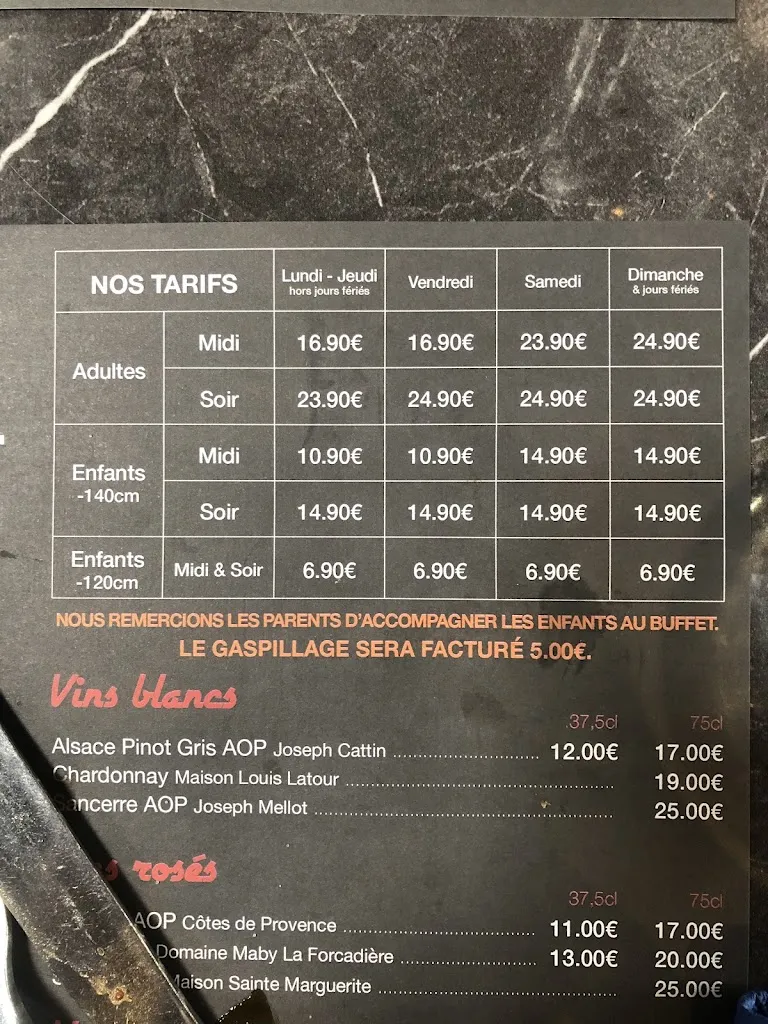 NOS TARIFS Lundi - Jeudi hors jours fériés Vendredi Samedi Dimanche & jours fériés
Adultes Midi 16.90€ 16.90€ 23.90€ 24.90€
Soir 23.90€ 24.90€ 24.90€ 24.90€
Enfants -140cm Midi 10.90€ 10.90€ 14.90€ 14.90€
Soir 14.90€ 14.90€ 14.90€ 14.90€
Enfants -120cm Midi & Soir 6.90€ 6.90€ 6.90€ 6.90€
NOUS REMERCIONS LES PARENTS D'ACCOMPAGNER LES ENFANTS AU BUFFET.
LE GASPILLAGE SERA FACTURÉ 5.00€.
Vins blancs
37,5cl 75cl
Alsace Pinot Gris AOP Joseph Cattin 12.00€ 17.00€
Chardonnay Maison Louis Latour 19.00€
Sancerre AOP Joseph Mellot 25.00€
rosés
37,5cl 75cl
AOP Côtes de Provence 11.00€ 17.00€
Domaine Maby La Forcadière 13.00€ 20.00€
Maison Sainte Marguerite 25.00€